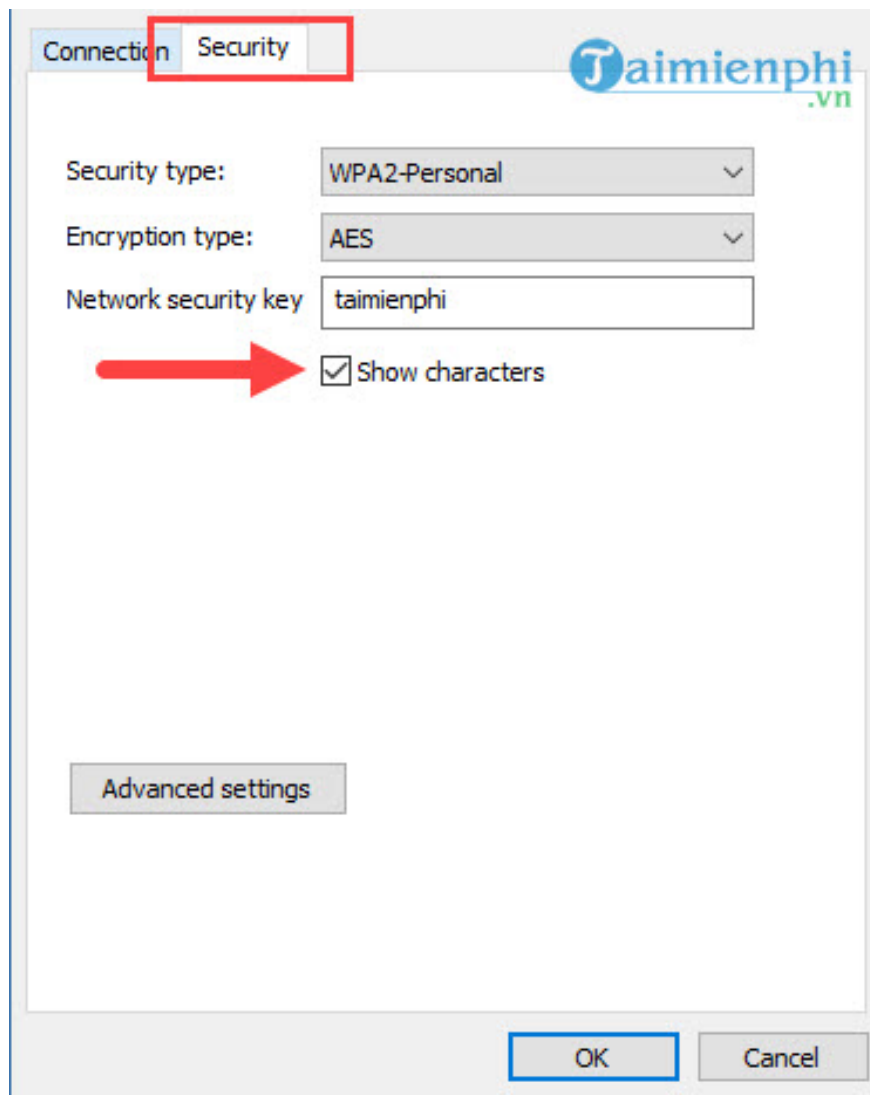 Connection Security
Taimienphi
.vn
Security type: WPA2-Personal
Encryption type: AES
Network security key taimienphi
Show characters
Advanced settings
OK Cancel